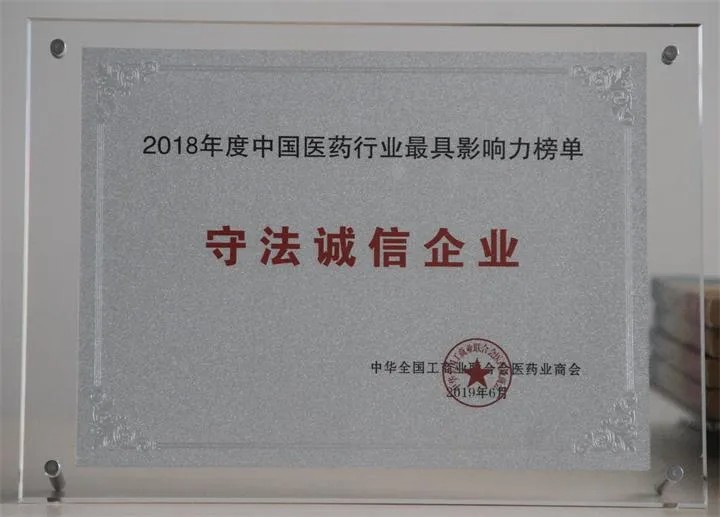 2018年度中国医药行业最具影响力榜单
守法诚信企业
中华全国工商业联合会医药业商会
2019年6月